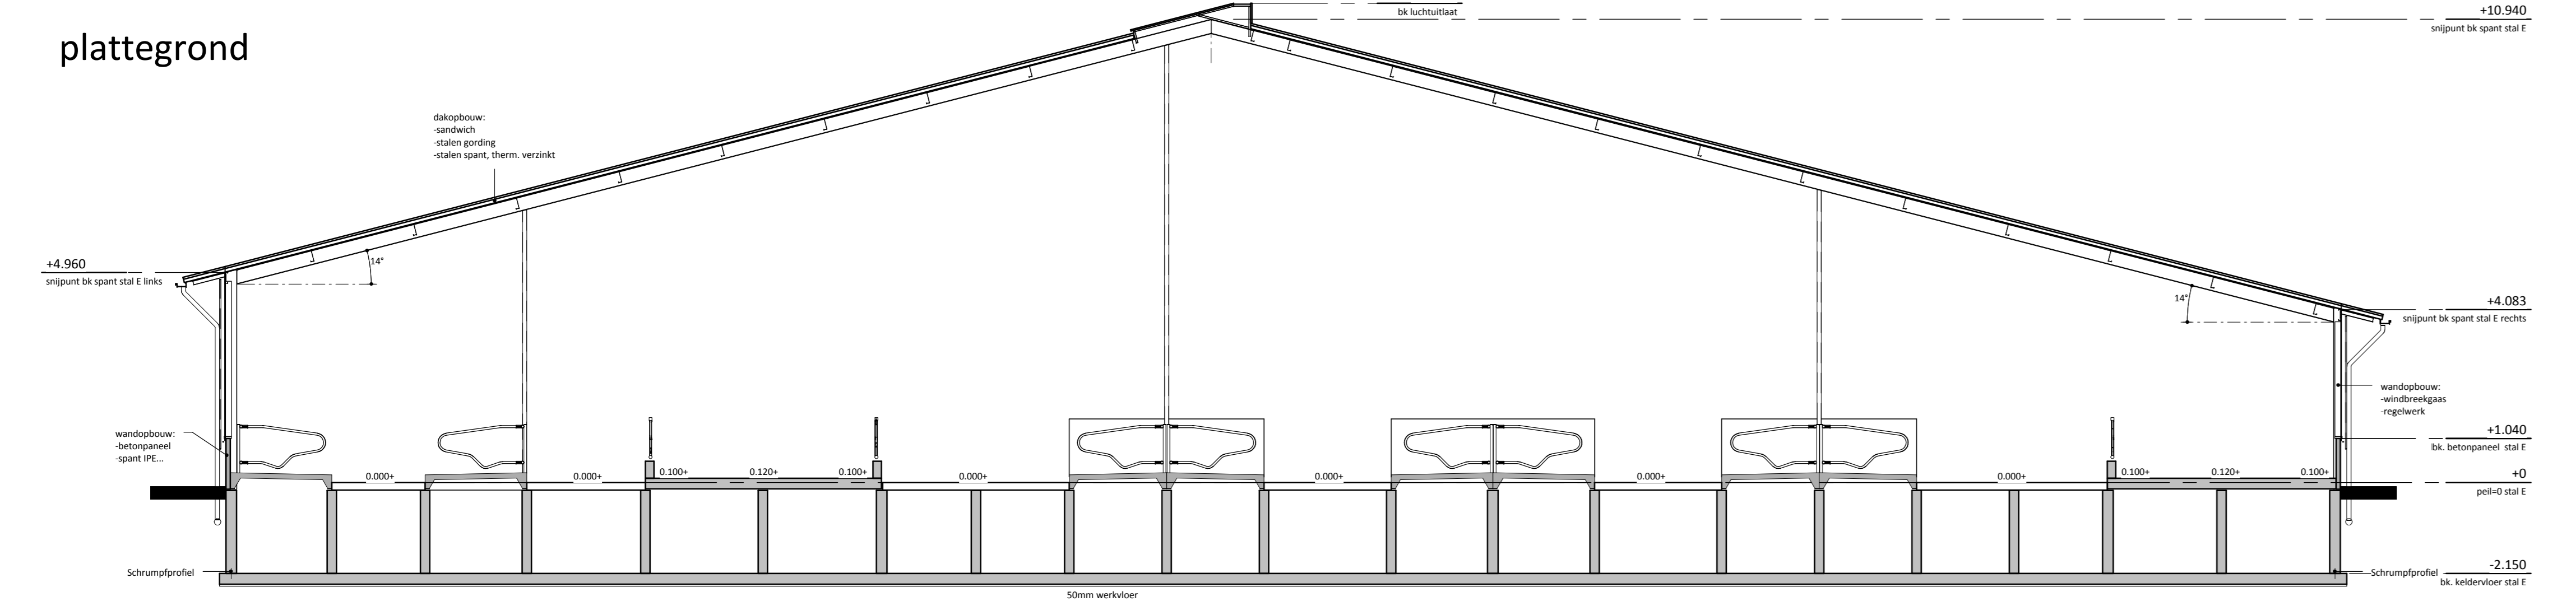 bk luchtuitlaat
+10.940
snijpunt bk spant stal E
plattegrond
dakopbouw:
-sandwich
-stalen gording
-stalen spant, therm. verzinkt
+4.960
snijpunt bk spant stal E links
14°
14°
+4.083
snijpunt bk spant stal E rechts
wandopbouw:
-windbreekgaas
-regelwerk
wandopbouw:
-betonpaneel
-spant IPE...
+1.040
bk. betonpaneel stal E
0.000+
0.000+
0.100+
0.120+
0.100+
0.000+
0.000+
0.000+
0.000+
0.100+
0.120+
0.100+
+0
peil=0 stal E
Schrumpfprofiel
Schrumpfprofiel
-2.150
bk. keldervloer stal E
50mm werkvloer